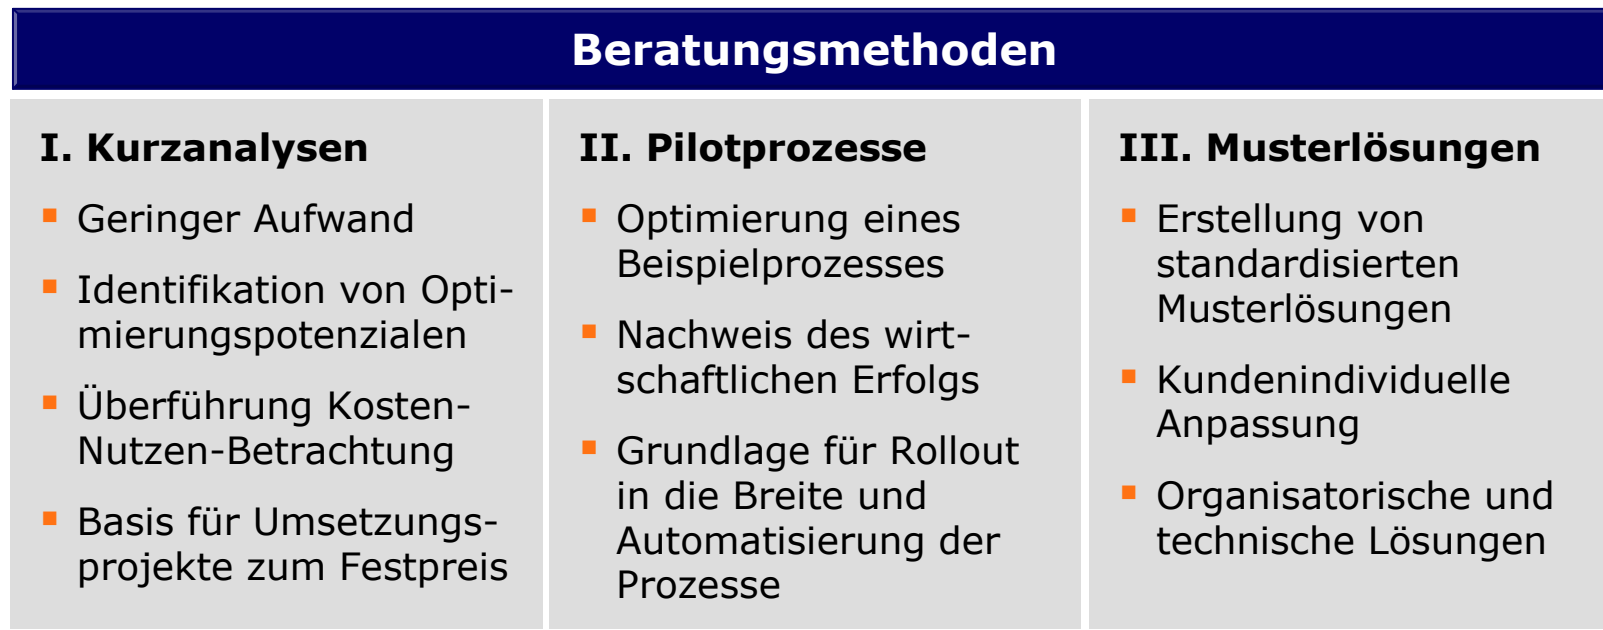 Beratungsmethoden
I. Kurzanalysen
▪ Geringer Aufwand
▪ Identifikation von Opti-
mierungspotenzialen
▪ Überführung Kosten-
Nutzen-Betrachtung
▪ Basis für Umsetzungs-
projekte zum Festpreis
II. Pilotprozesse
▪ Optimierung eines
Beispielprozesses
▪ Nachweis des wirt-
schaftlichen Erfolgs
▪ Grundlage für Rollout
in die Breite und
Automatisierung der
Prozesse
III. Musterlösungen
▪ Erstellung von
standardisierten
Musterlösungen
▪ Kundenindividuelle
Anpassung
▪ Organisatorische und
technische Lösungen